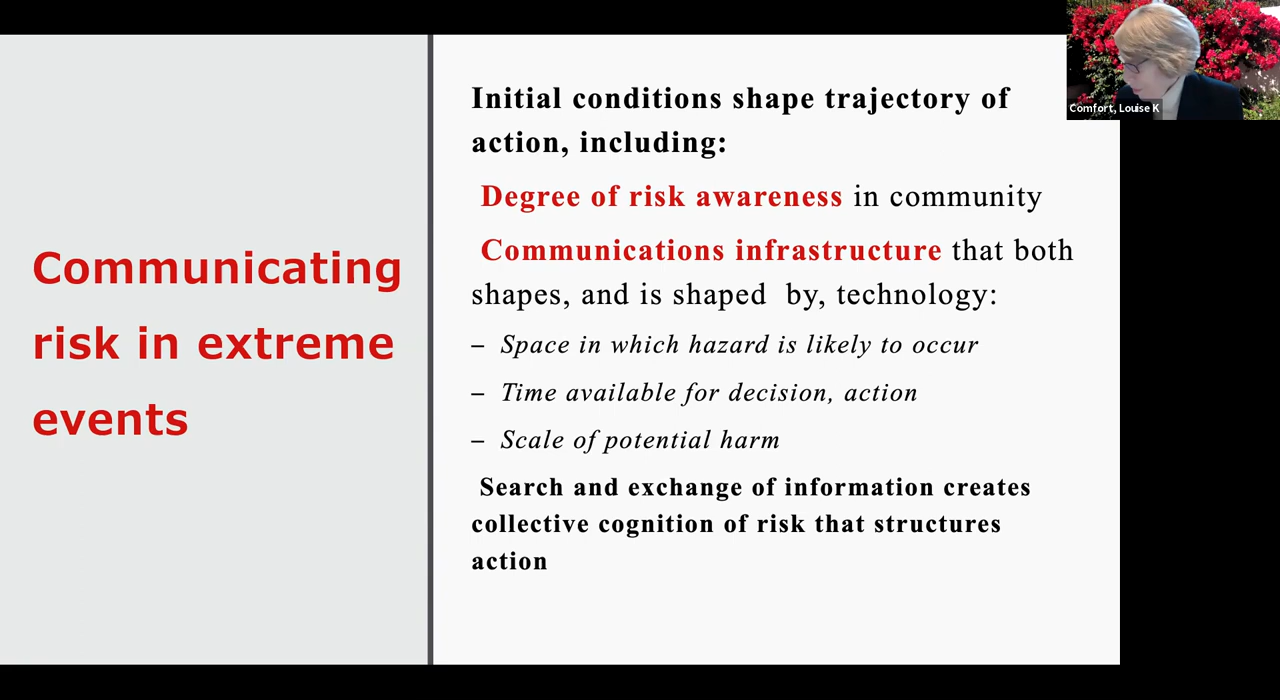 Communicating
risk in extreme
events
Initial conditions shape trajectory of
action, including:
Degree of risk awareness in community
Communications infrastructure that both
shapes, and is shaped by, technology:
– Space in which hazard is likely to occur
– Time available for decision, action
– Scale of potential harm
Search and exchange of information creates
collective cognition of risk that structures
action
Comfort, Louise K